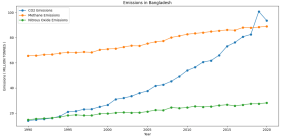 Emissions in Bangladesh
CO2 Emissions
Methane Emissions
Nitrous Oxide Emissions
100
80
60
40
20
Emissions ( MILLION TONNES )
1990
1995
2000
2005
2010
2015
2020
Year